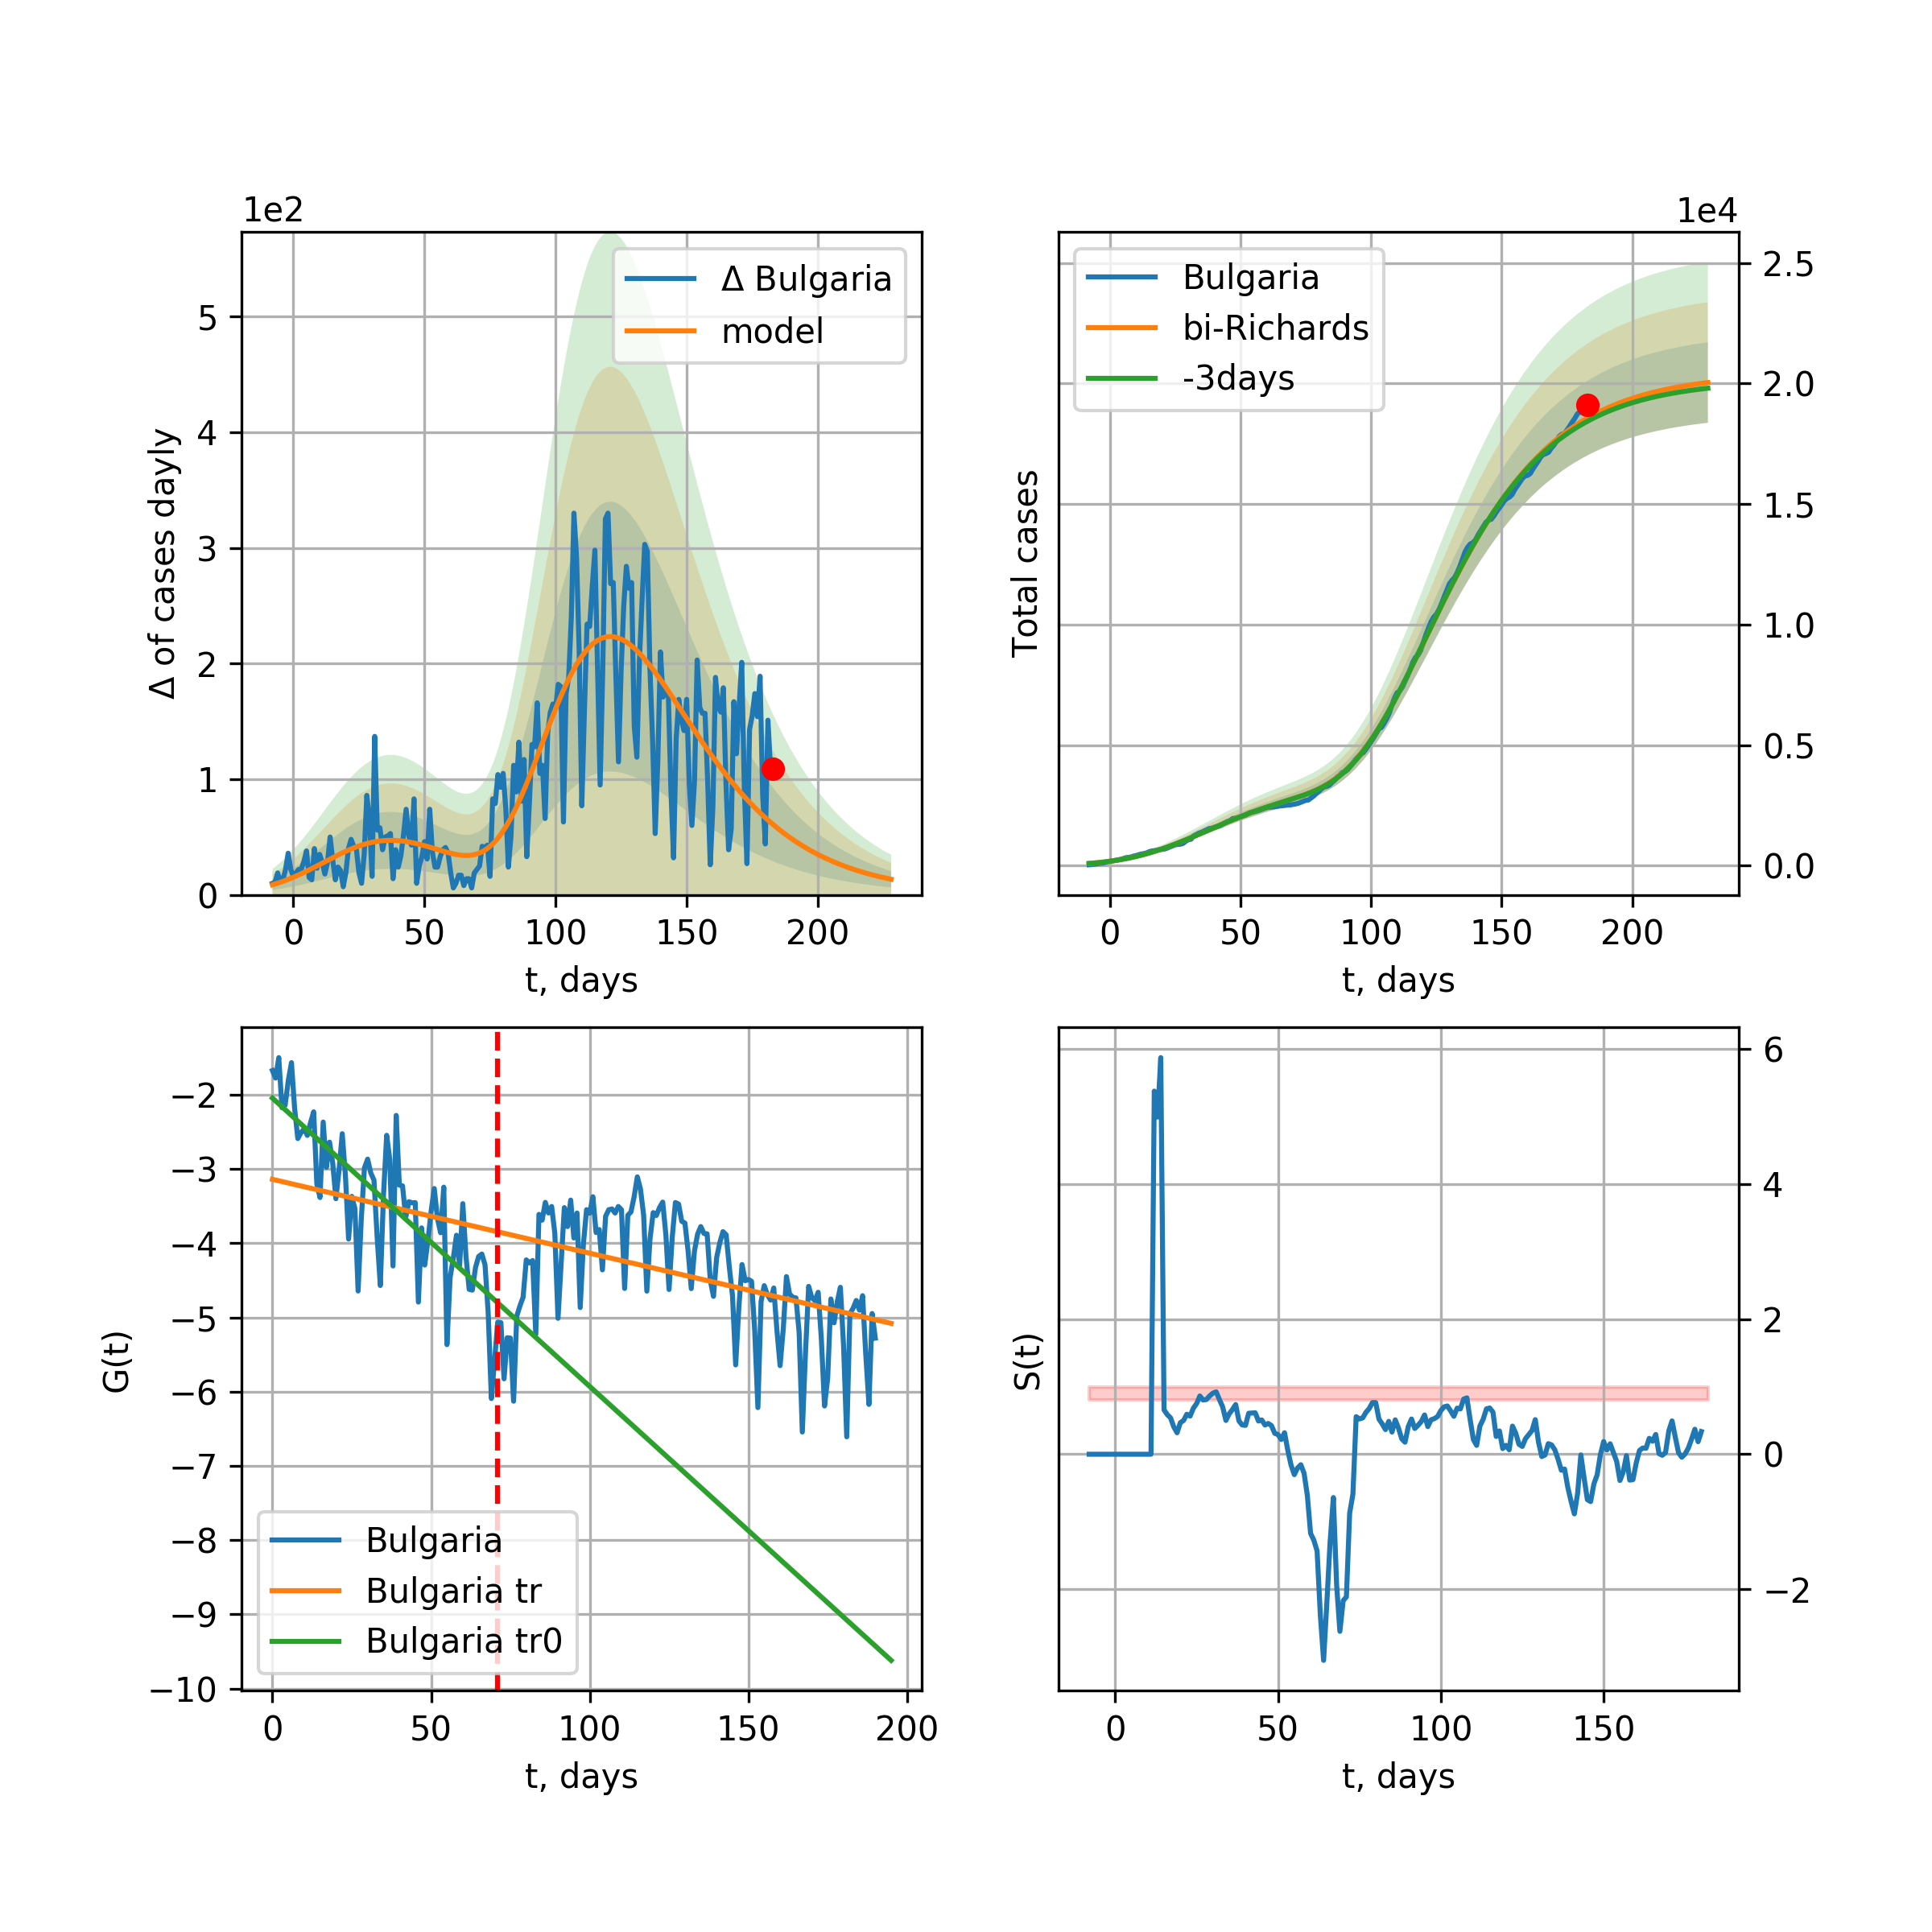 1e2
Δ of cases dayly
5
4
3
2
1
0
0 50 100 150 200
t, days
Δ Bulgaria
model
1e4
Total cases
2.5
2.0
1.5
1.0
0.5
0.0
0 50 100 150 200
t, days
Bulgaria
bi-Richards
-3days
G(t)
−2
−3
−4
−5
−6
−7
−8
−9
−10
0 50 100 150 200
t, days
Bulgaria
Bulgaria tr
Bulgaria tr0
S(t)
6
4
2
0
−2
0 50 100 150
t, days